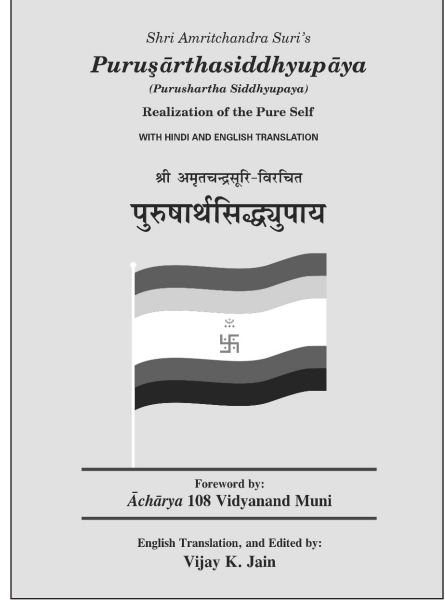 Shri Amritchandra Suri's
Puruşārthasiddhyupāya
(Purushartha Siddhyupaya)
Realization of the Pure Self
WITH HINDI AND ENGLISH TRANSLATION
श्री अमृतचन्द्रसूरि-विरचित
पुरुषार्थसिद्ध्युपाय
Foreword by:
Āchārya 108 Vidyanand Muni
English Translation, and Edited by:
Vijay K. Jain